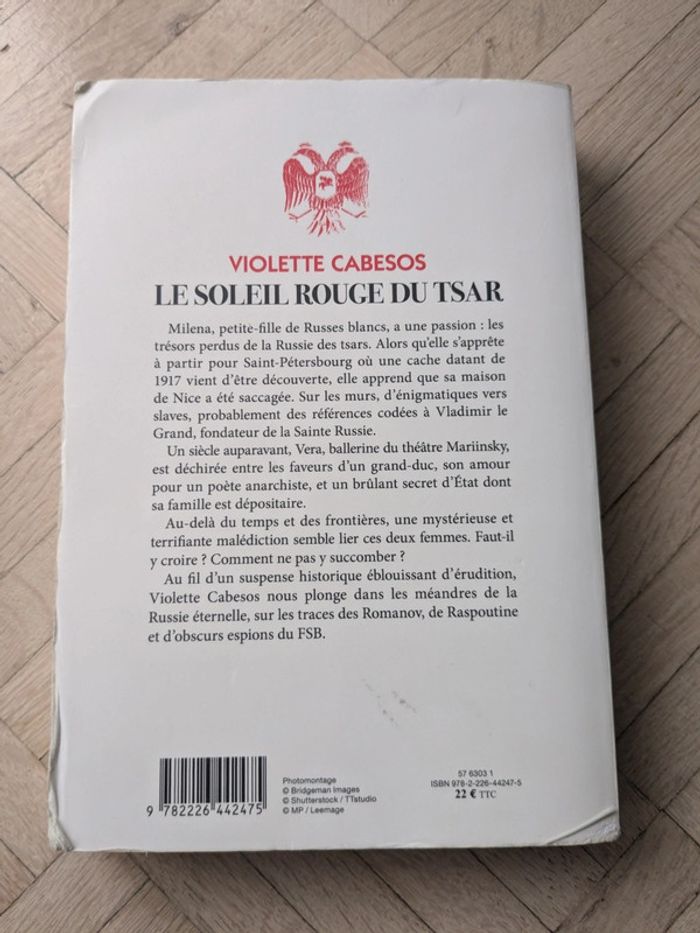 VIOLETTE CABESOS
LE SOLEIL ROUGE DU TSAR
Milena, petite-fille de Russes blancs, a une passion : les
trésors perdus de la Russie des tsars. Alors qu'elle s'apprête
à partir pour Saint-Pétersbourg où une cache datant de
1917 vient d'être découverte, elle apprend que sa maison
de Nice a été saccagée. Sur les murs, d'énigmatiques vers
slaves, probablement des références codées à Vladimir le
Grand, fondateur de la Sainte Russie.
Un siècle auparavant, Vera, ballerine du théâtre Mariinsky,
est déchirée entre les faveurs d'un grand-duc, son amour
pour un poète anarchiste, et un brûlant secret d'État dont
sa famille est dépositaire.
Au-delà du temps et des frontières, une mystérieuse et
terrifiante malédiction semble lier ces deux femmes. Faut-il
y croire ? Comment ne pas y succomber ?
Au fil d'un suspense historique éblouissant d'érudition,
Violette Cabesos nous plonge dans les méandres de la
Russie éternelle, sur les traces des Romanov, de Raspoutine
et d'obscurs espions du FSB.
9 782226 442475
Photomontage
© Bridgeman Images
© Shutterstock / TTstudio
© MP / Leemage
57 6303 1
ISBN 978-2-226-44247-5
22 € TTC